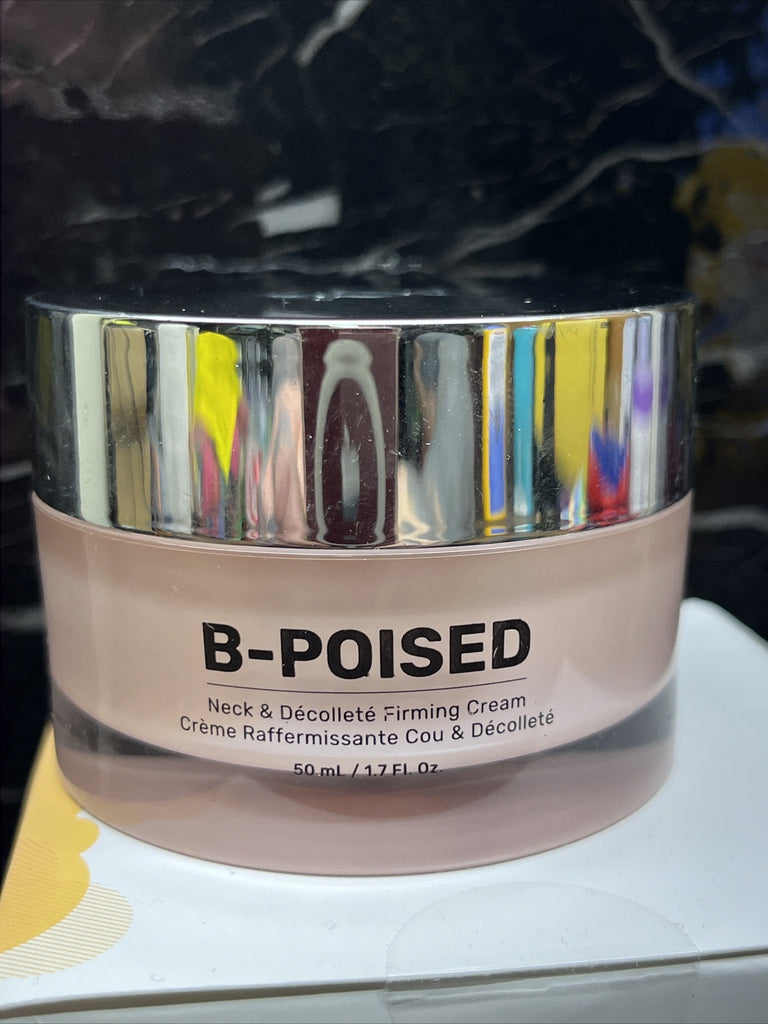 B-POISED
Neck & Décolleté Firming Cream
Crème Raffermissante Cou & Décolleté
50 mL / 1.7 Fl. Oz.